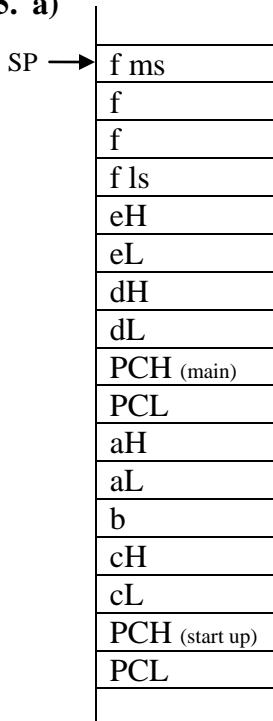 5. a)
SP
f ms
f
f
f ls
eH
eL
dH
dL
PCH (main)
PCL
aH
aL
b
cH
cL
PCH (start up)
PCL